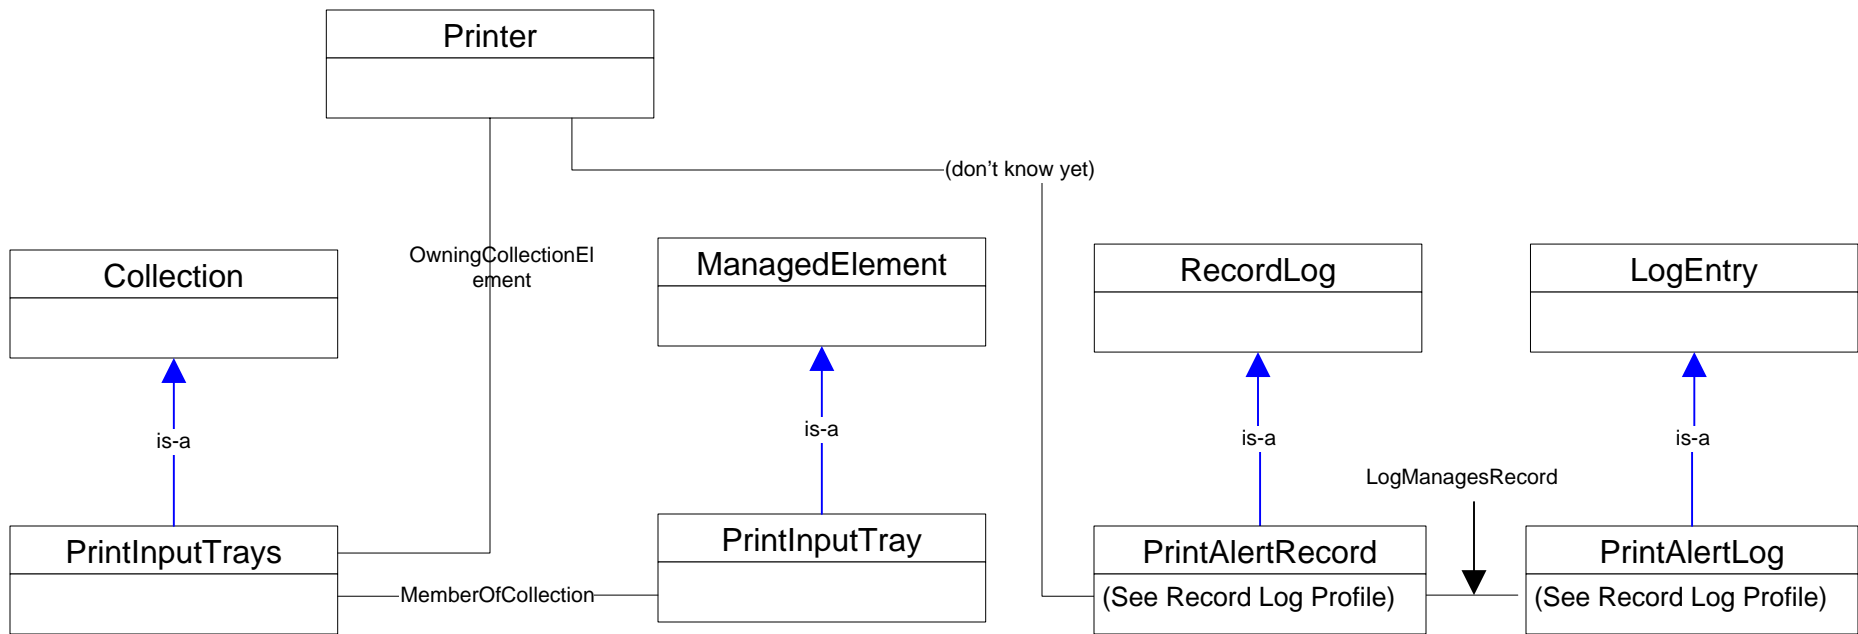 Printer
(don't know yet)
OwningCollectionEl
ement
Collection
ManagedElement
RecordLog
LogEntry
is-a
is-a
is-a
is-a
LogManagesRecord
PrintInputTrays
PrintInputTray
PrintAlertRecord
(See Record Log Profile)
PrintAlertLog
(See Record Log Profile)
MemberOfCollection